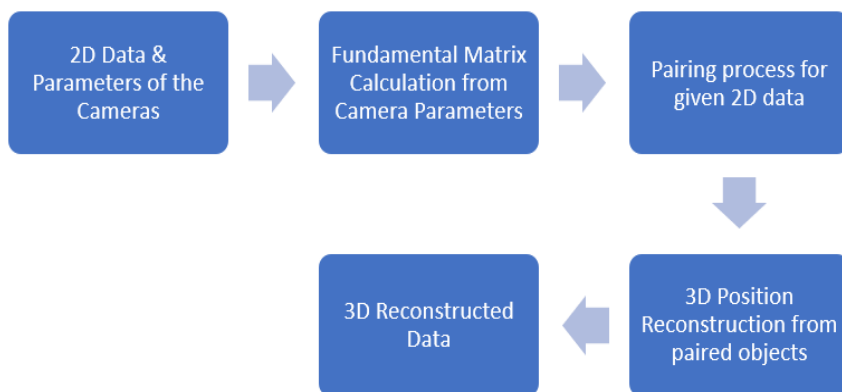 2D Data &
Parameters of the
Cameras
Fundamental Matrix
Calculation from
Camera Parameters
Pairing process for
given 2D data
3D Position
Reconstruction from
paired objects
3D Reconstructed
Data